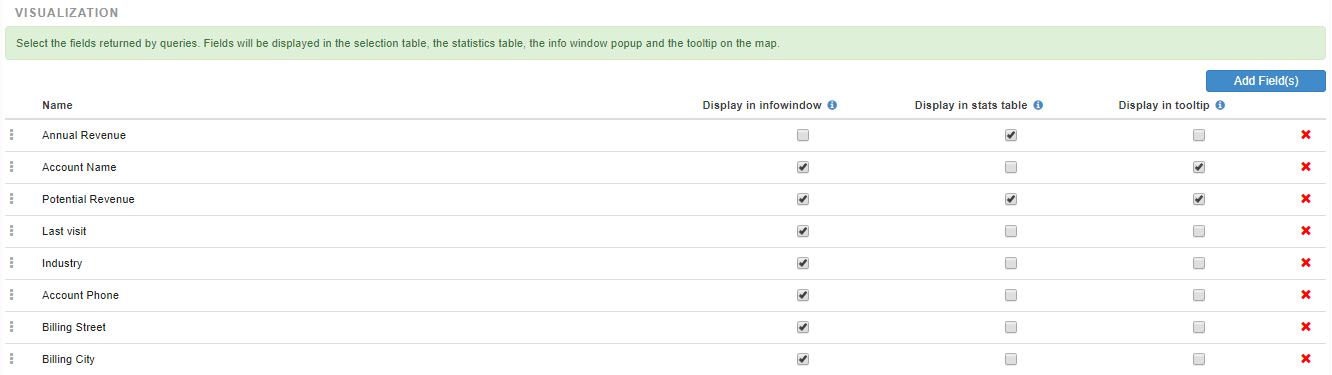 VISUALIZATION
Select the fields returned by queries. Fields will be displayed in the selection table, the statistics table, the info window popup and the tooltip on the map.
Add Field(s)
Name Display in infowindow Display in stats table Display in tooltip
Annual Revenue
Account Name
Potential Revenue
Last visit
Industry
Account Phone
Billing Street
Billing City